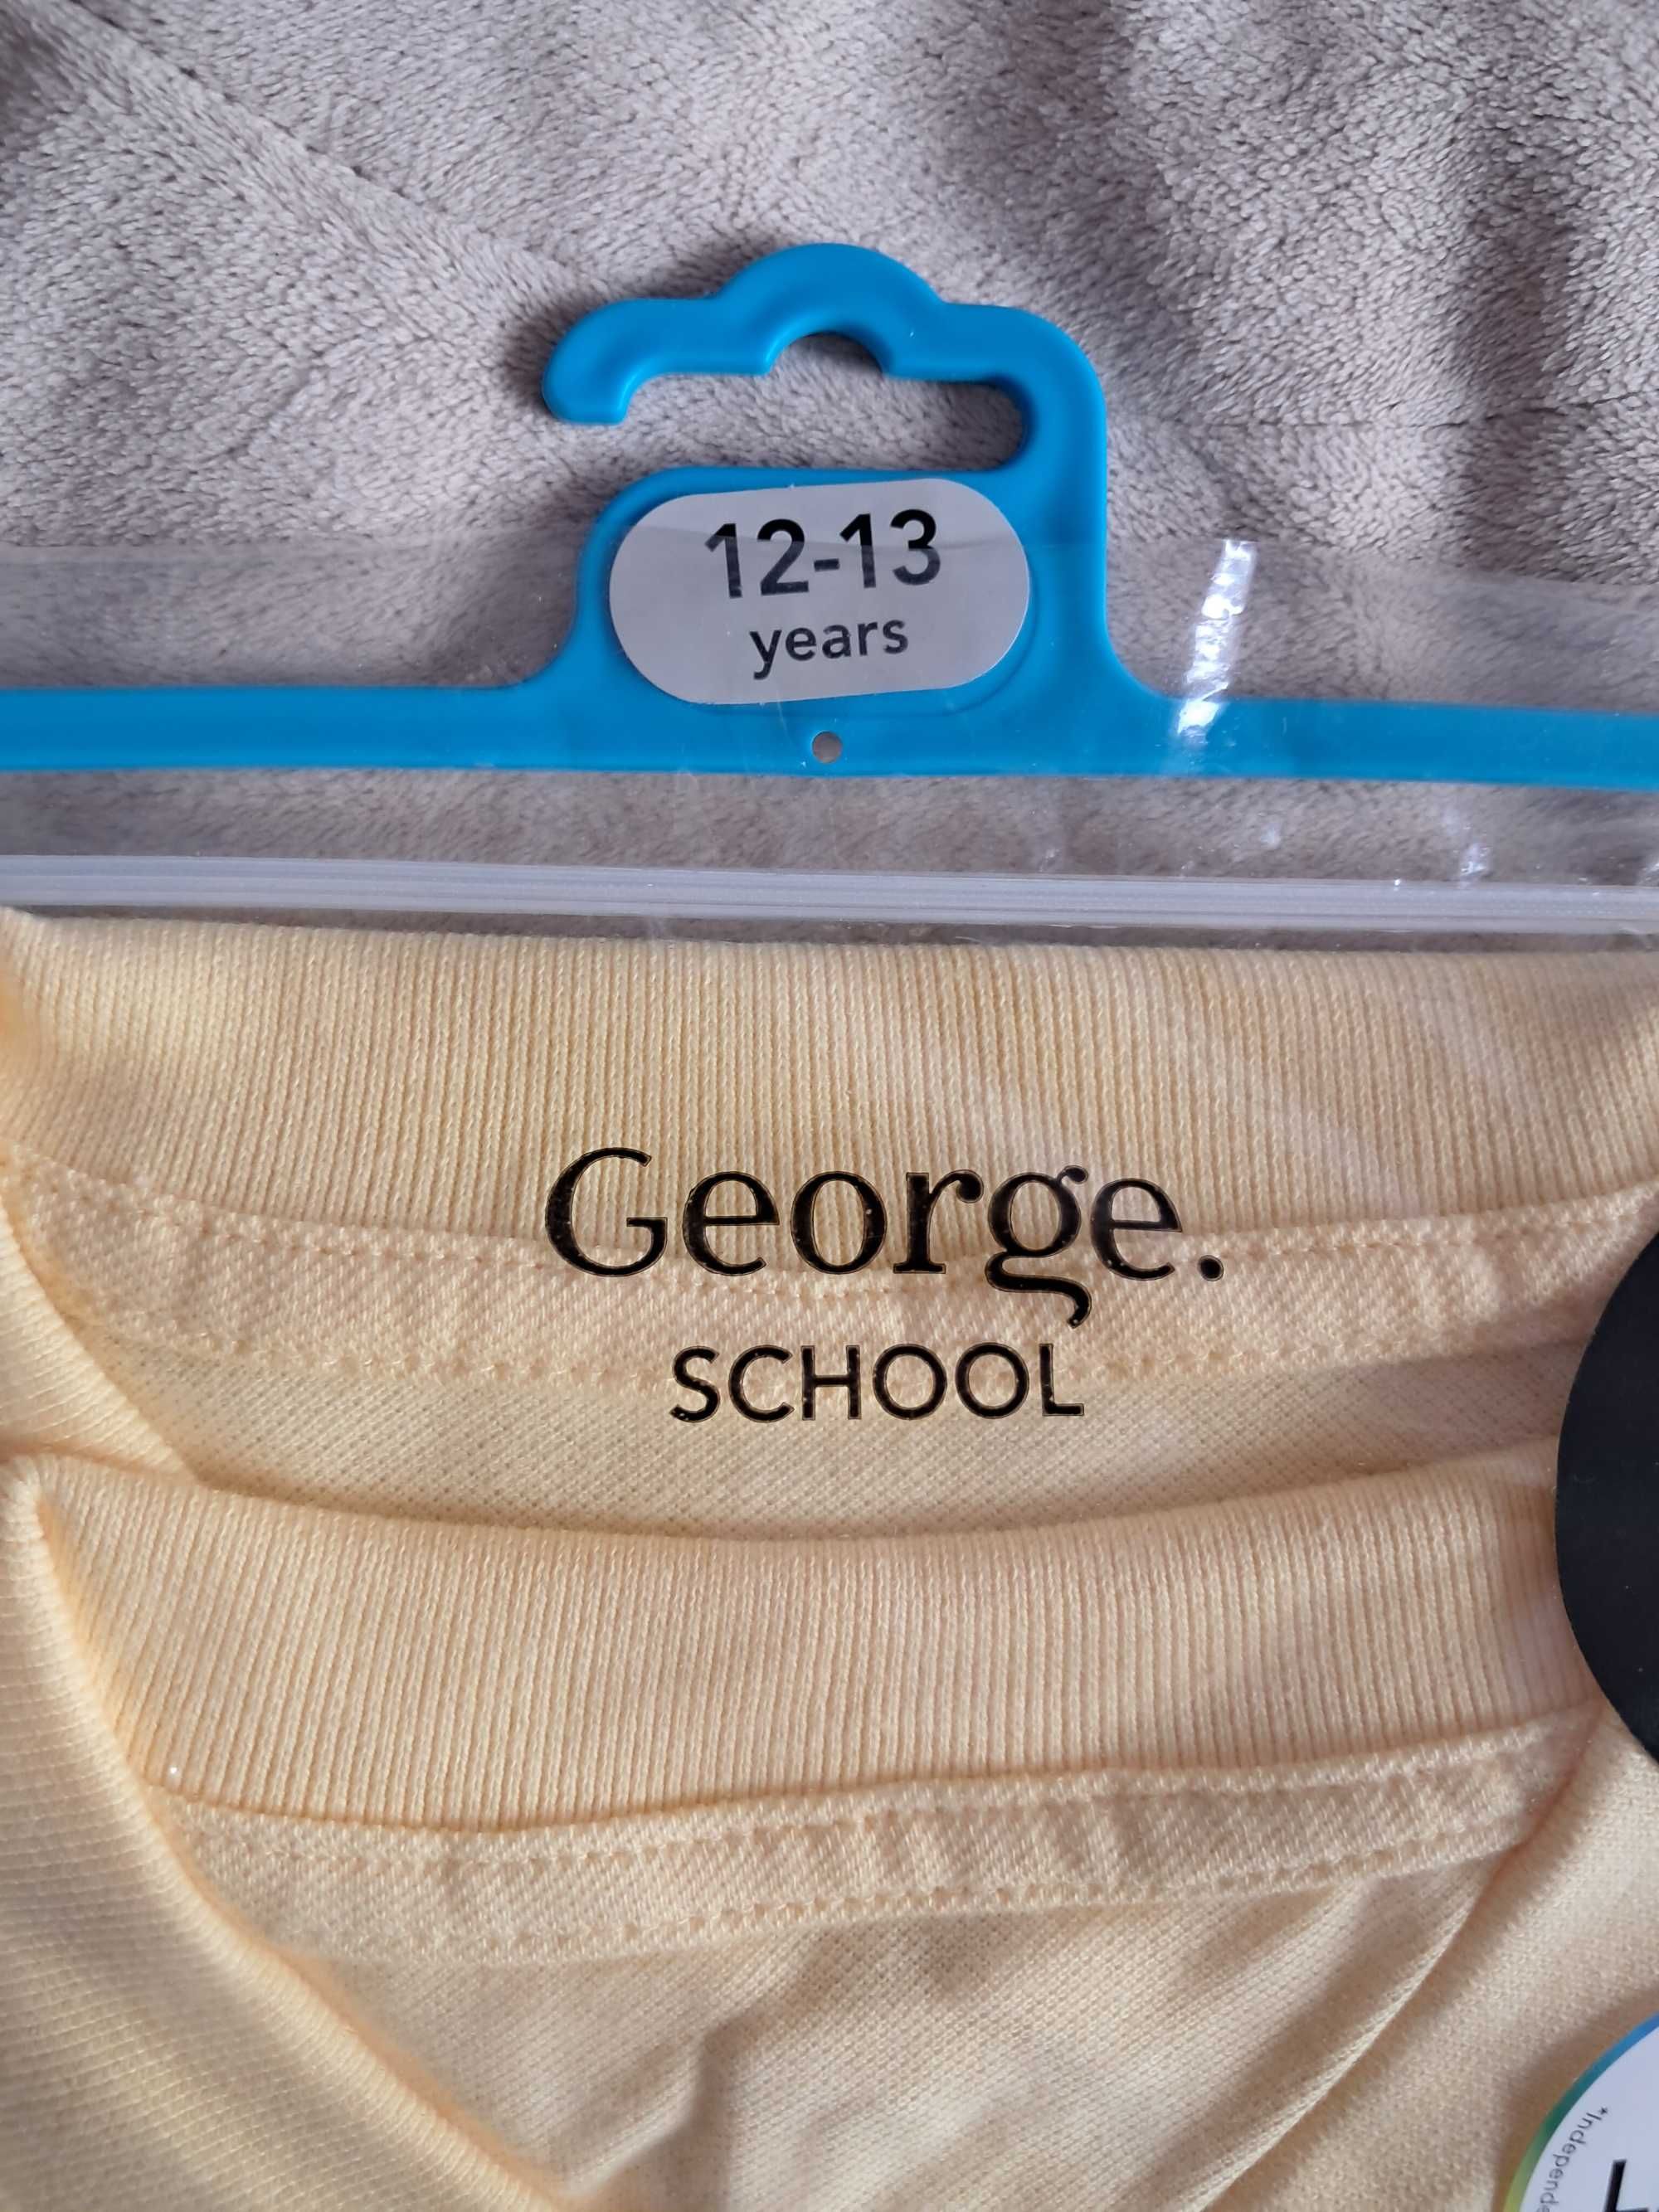 12-13
years
George.
SCHOOL